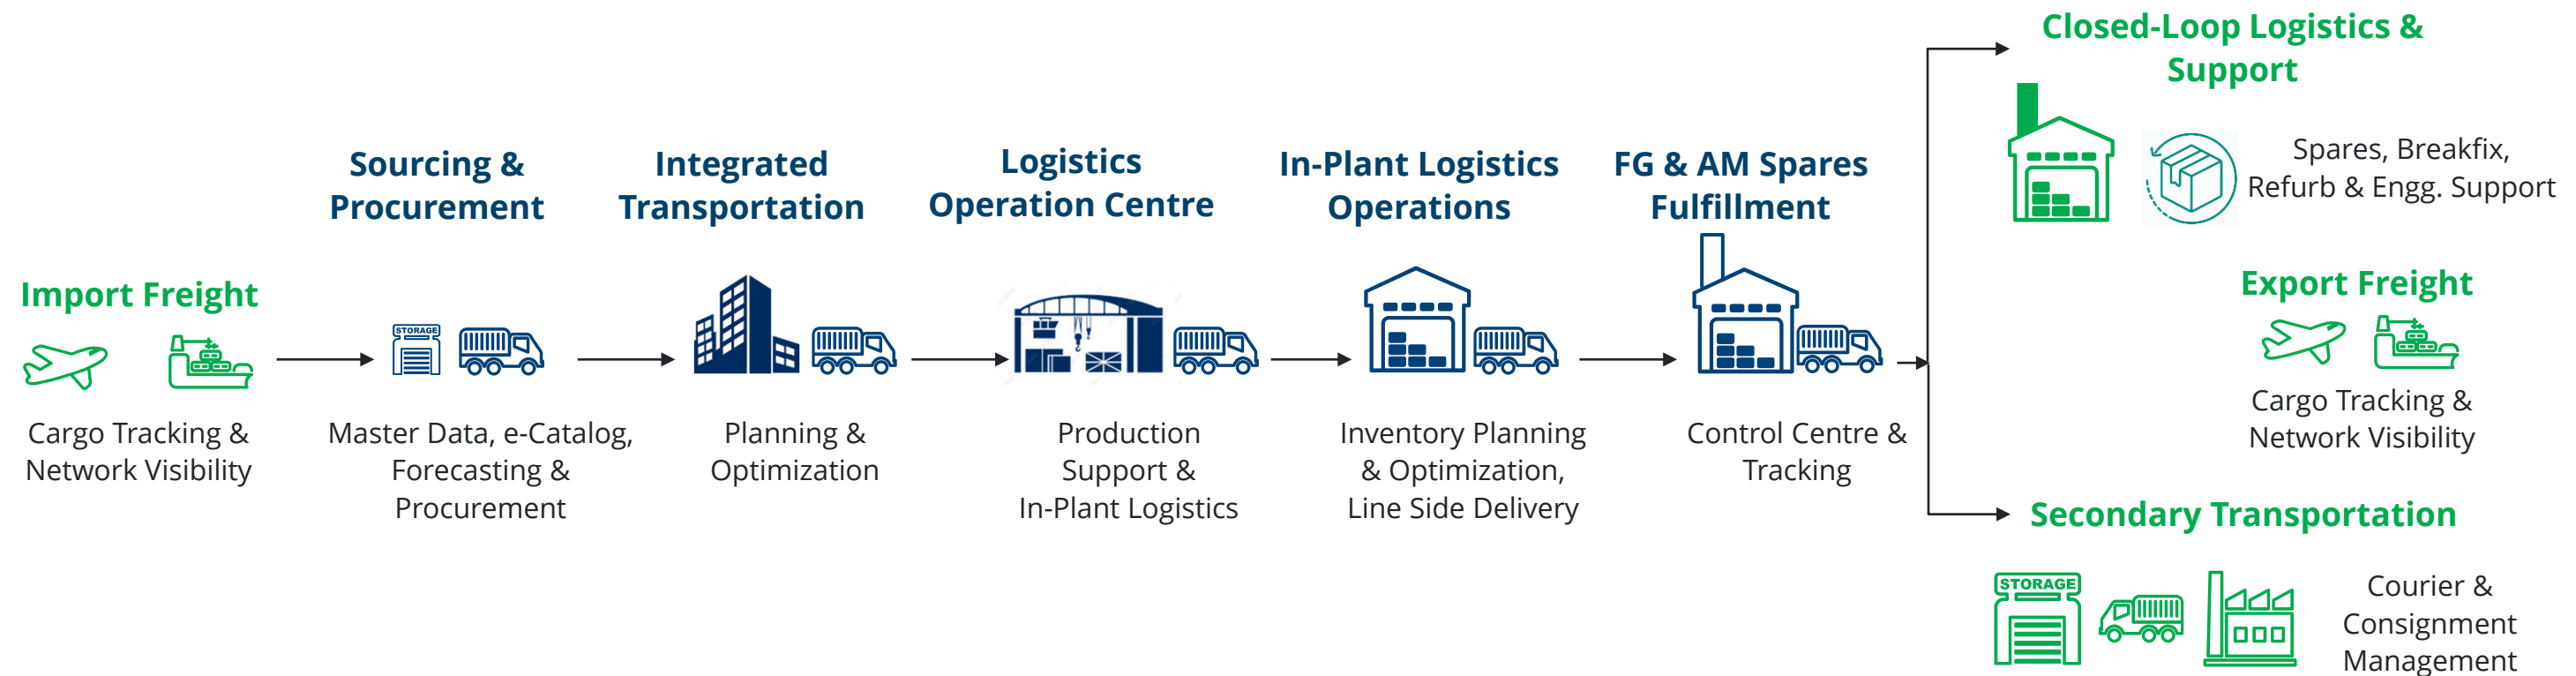 Import Freight
Cargo Tracking &
Network Visibility
Sourcing &
Procurement
STORAGE
Master Data, e-Catalog,
Forecasting &
Procurement
Integrated
Transportation
Planning &
Optimization
Logistics
Operation Centre
Production
Support &
In-Plant Logistics
In-Plant Logistics
Operations
Inventory Planning
& Optimization,
Line Side Delivery
FG & AM Spares
Fulfillment
Control Centre &
Tracking
Closed-Loop Logistics &
Support
Spares, Breakfix,
Refurb & Engg. Support
Export Freight
Cargo Tracking &
Network Visibility
Secondary Transportation
STORAGE
Courier &
Consignment
Management